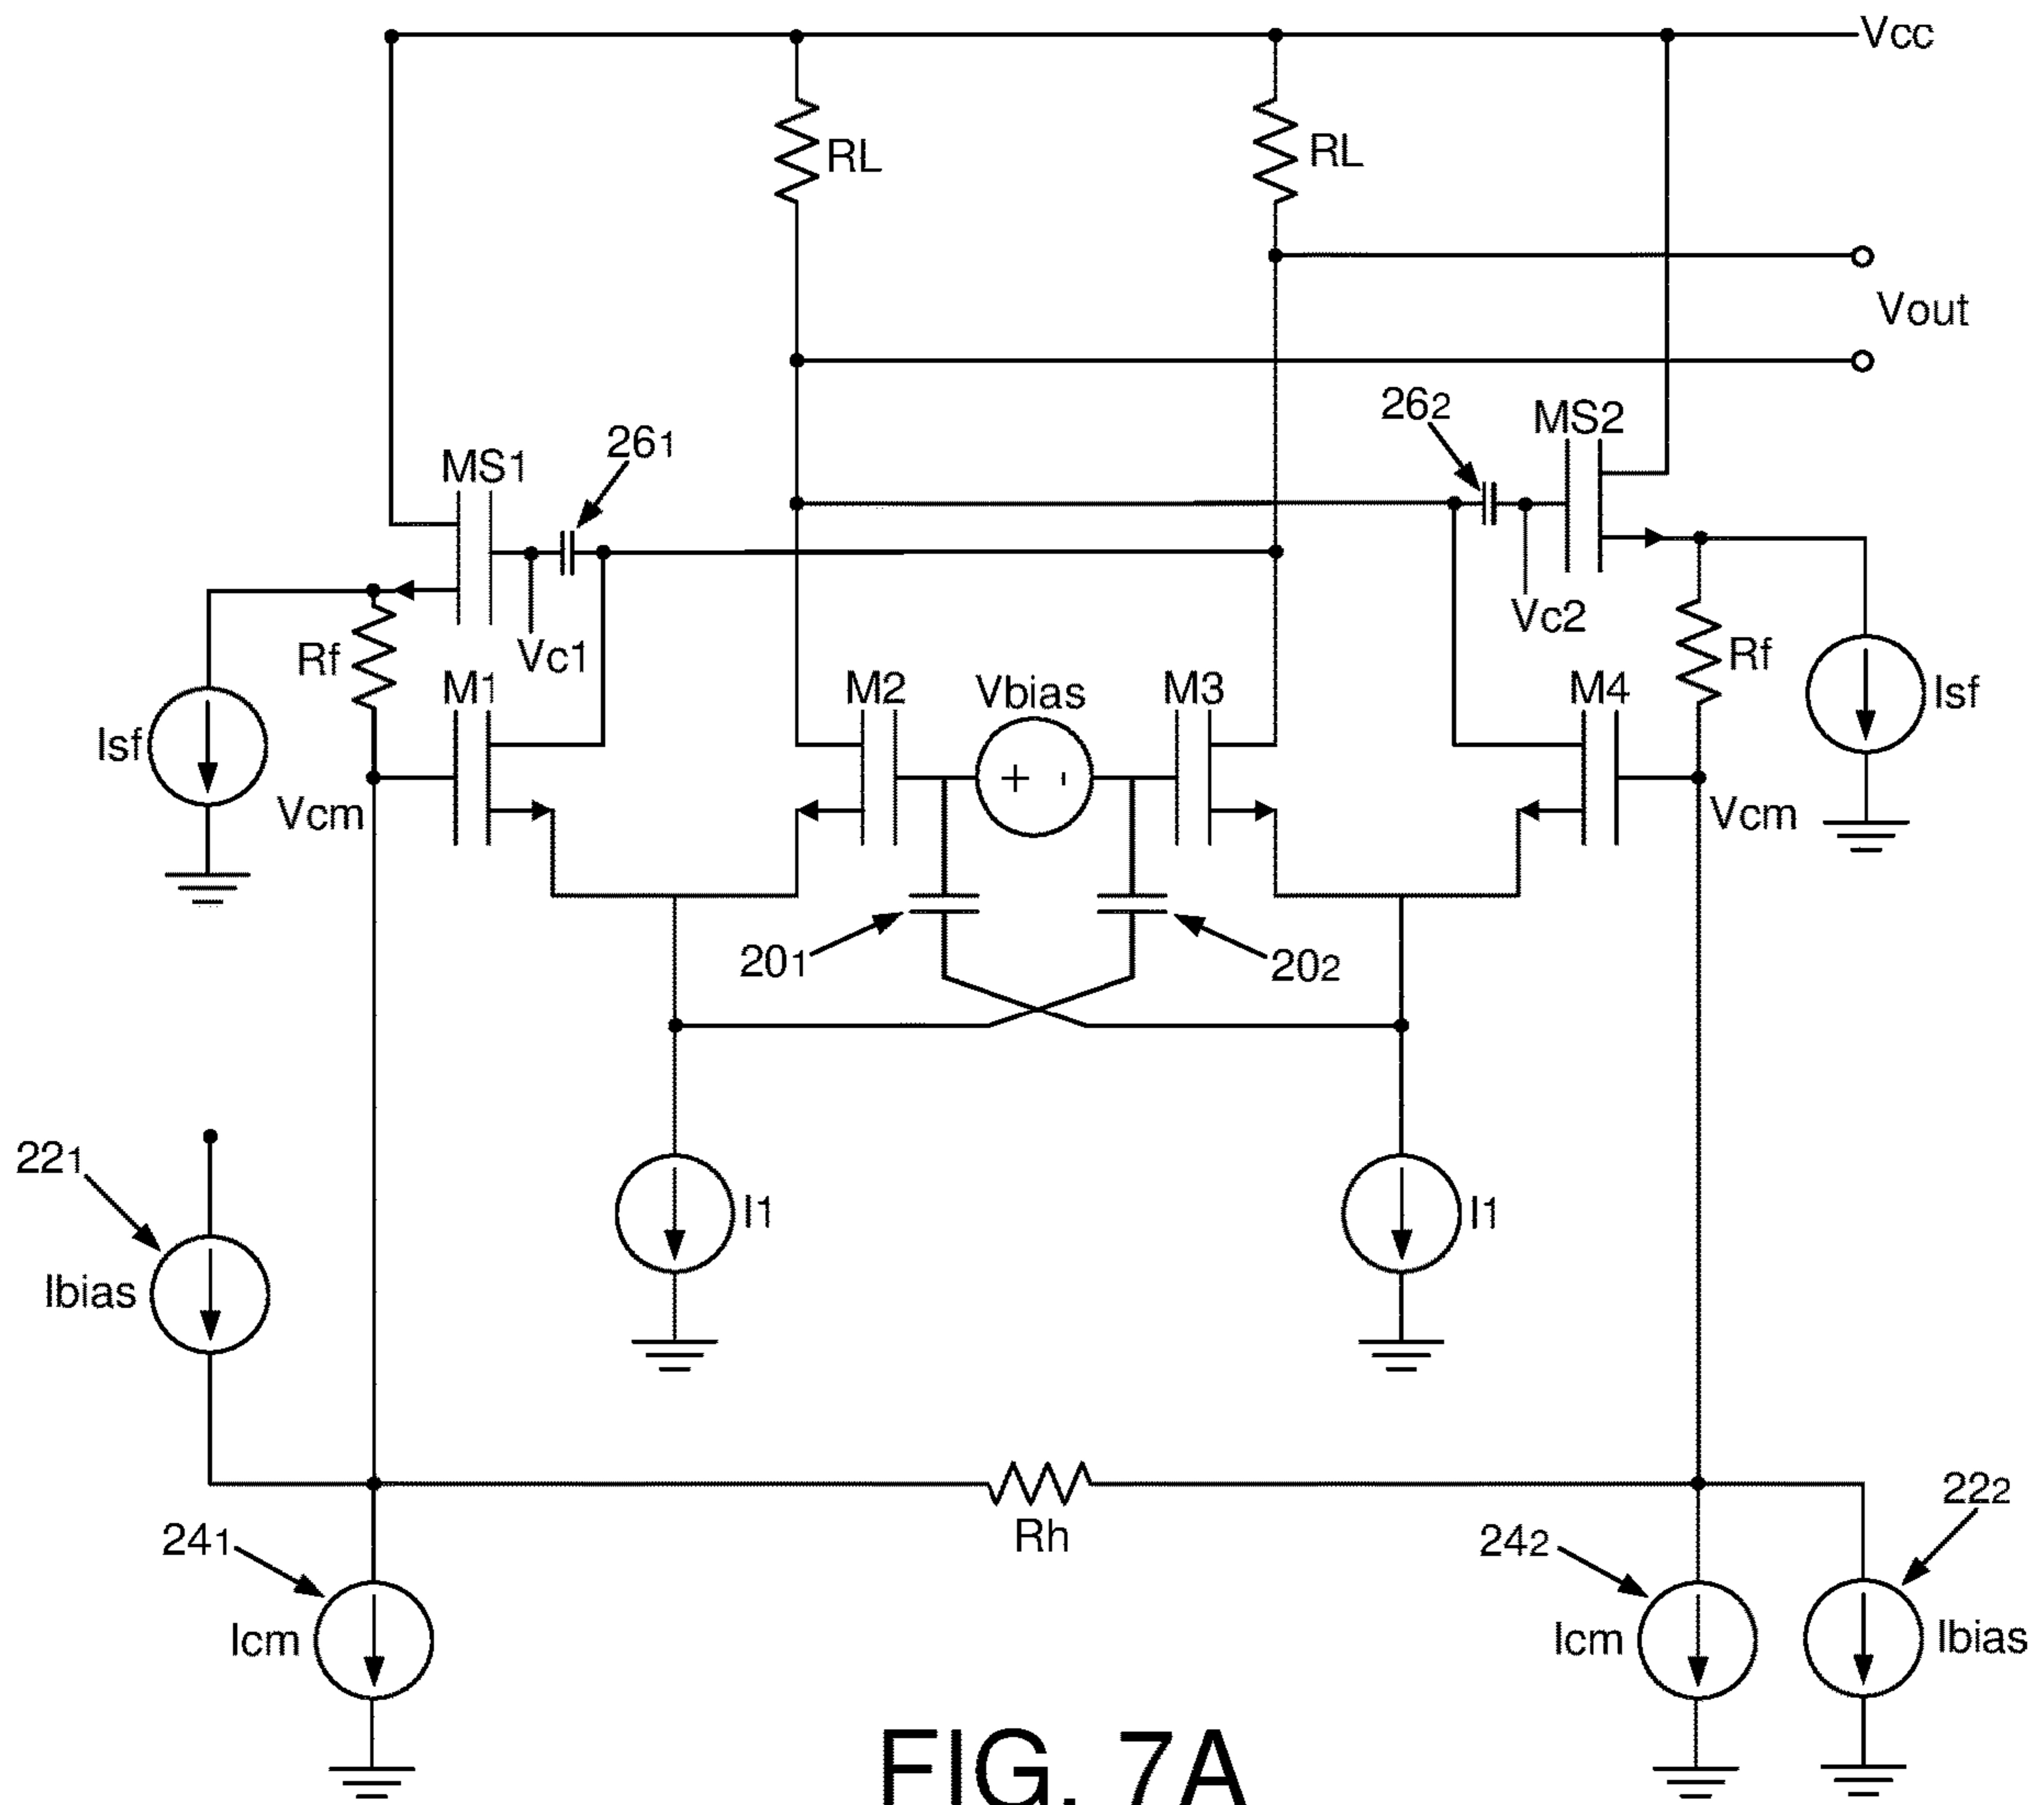 Vcc
RL
RL
Vout
262
MS2
261
MS1
Vc2
Vc1
Rf
Rf
M1
M2
Vbias
M3
M4
Isf
Isf
+ -
Vcm
Vcm
201
202
221
I1
I1
Ibias
222
241
Rh
242
Icm
Icm
Ibias
FIG. 7A